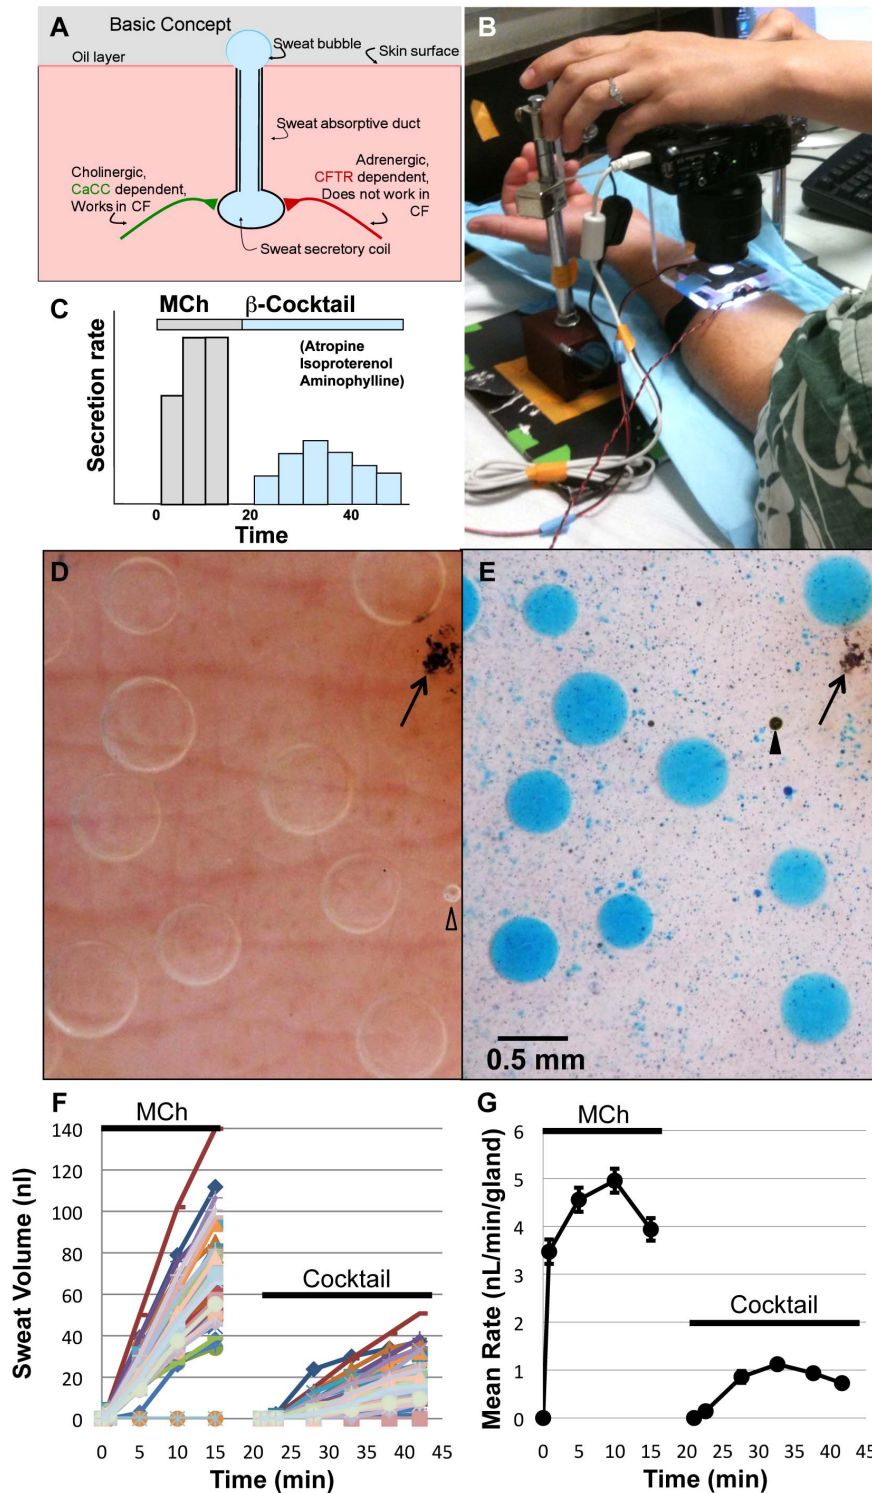 A
Basic Concept
Sweat bubble
Oil layer
Skin surface
Sweat absorptive duct
Cholinergic,
CaCC dependent,
Works in CF
Adrenergic,
CFTR dependent,
Does not work in
CF
Sweat secretory coil
B
C
MCh
β-Cocktail
(Atropine
Isoproterenol
Aminophylline)
Secretion rate
0
20
40
Time
D
E
0.5 mm
F
MCh
140
120
100
80
60
40
20
0
Cocktail
Sweat Volume (nl)
0 5 10 15 20 25 30 35 40 45
Time (min)
G
MCh
6
5
4
3
2
1
0
Cocktail
Mean Rate (nL/min/gland)
0 5 10 15 20 25 30 35 40 45
Time (min)